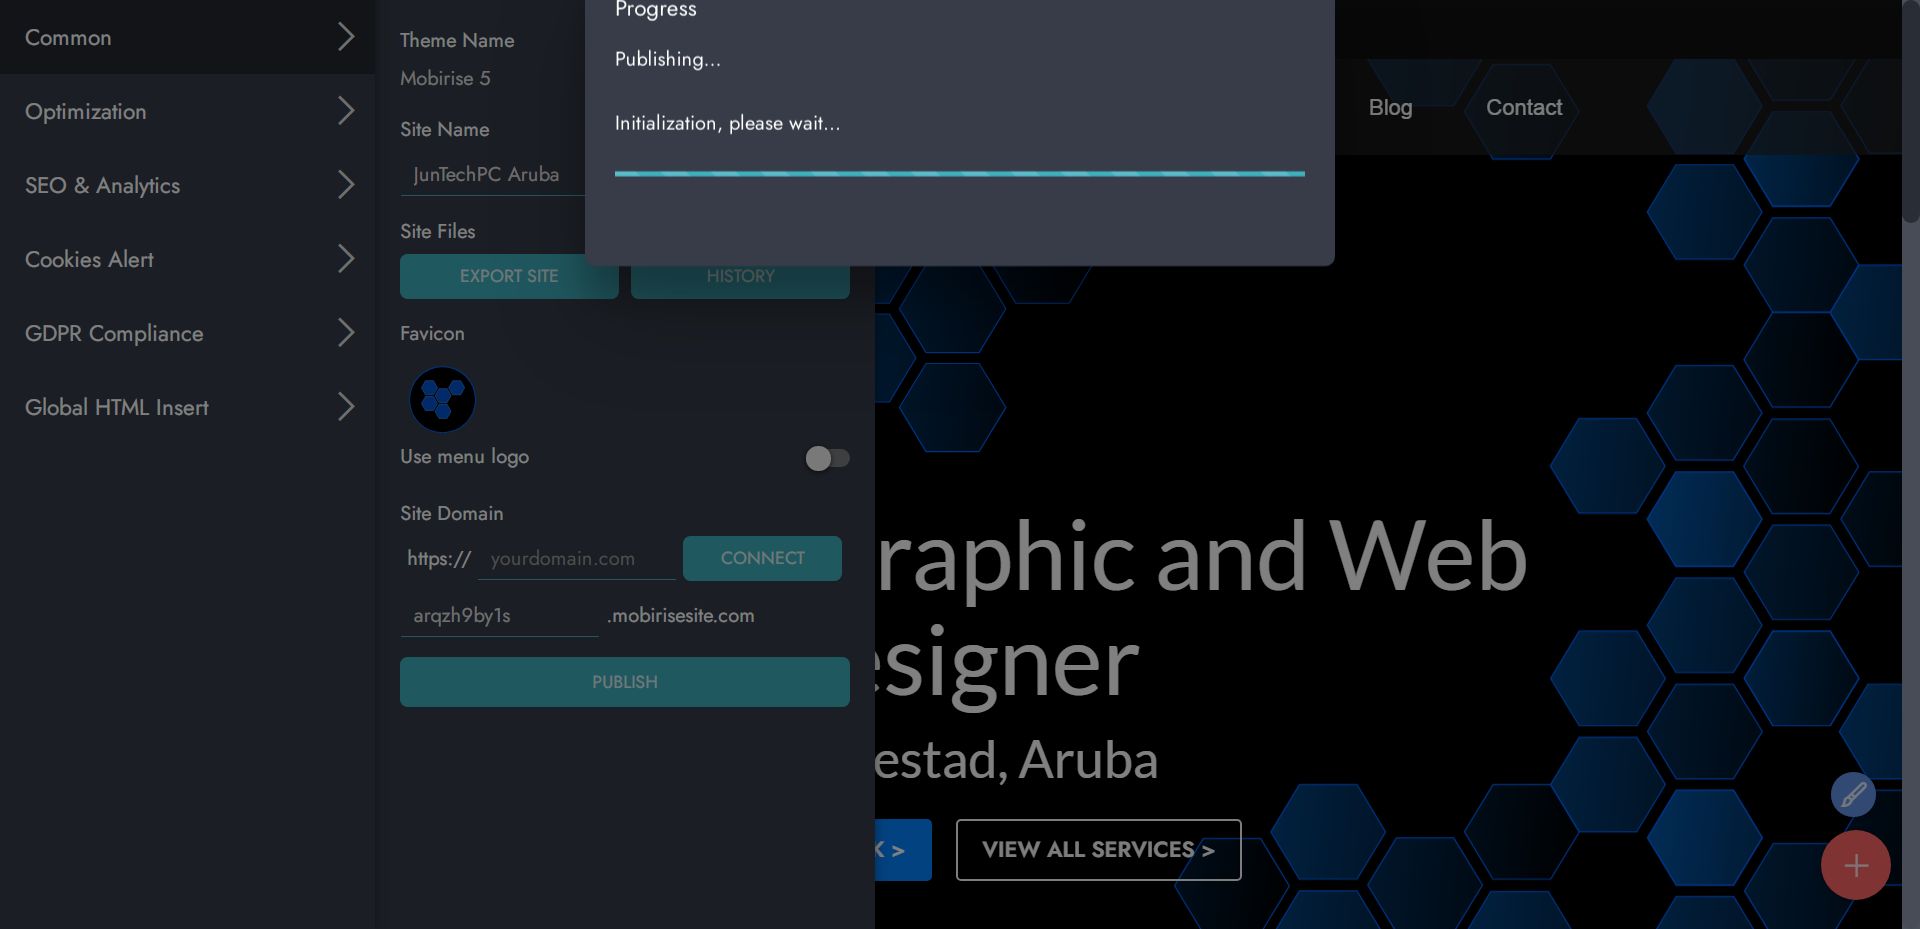 Common
Optimization
SEO & Analytics
Cookies Alert
GDPR Compliance
Global HTML Insert
Theme Name
Mobirise 5
Site Name
JunTechPC Aruba
Site Files
EXPORT SITE
HISTORY
Favicon
Use menu logo
Site Domain
https://
yourdomain.com
CONNECT
arqzh9by1s
.mobirisesite.com
PUBLISH
Progress
Publishing...
Initialization, please wait...
Blog
Contact
raphic and Web
esigner
estad, Aruba
K >
VIEW ALL SERVICES >